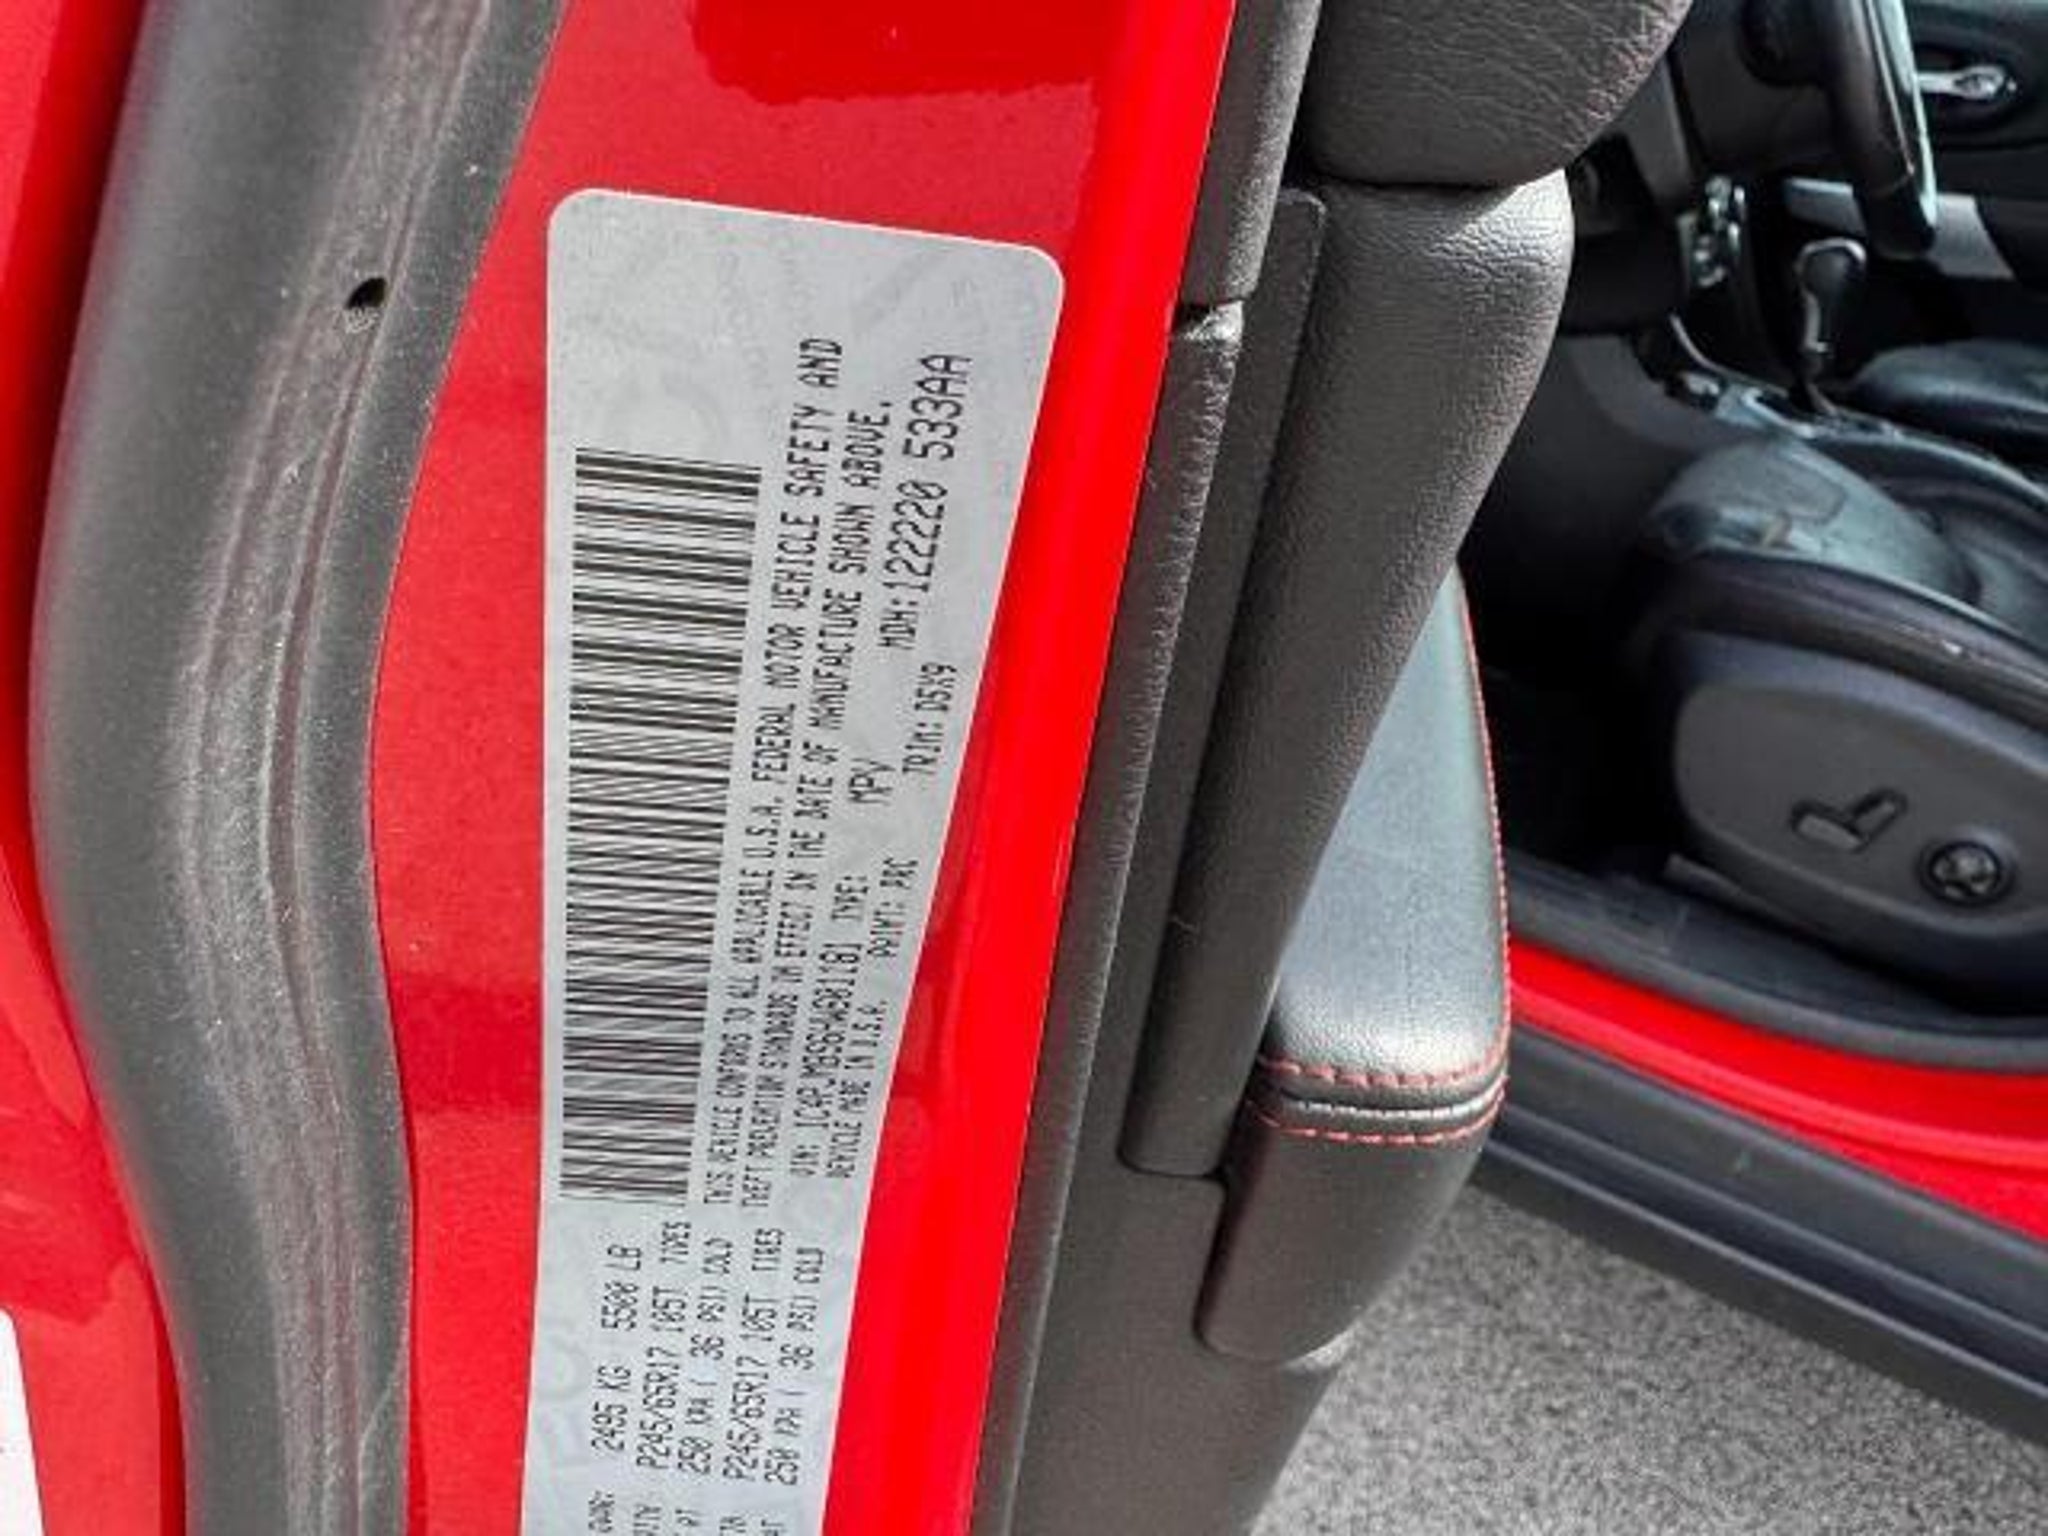 2495 KG 5500 LB
P245/65R17 105T TIRES
250 KPA ( 36 PSI) COLD
P245/65R17 105T TIRES
250 KPA ( 36 PSI) COLD
THIS VEHICLE CONFORMS TO ALL APPLICABLE U.S.A. FEDERAL MOTOR VEHICLE SAFETY AND
THEFT PREVENTION STANDARDS IN EFFECT ON THE DATE OF MANUFACTURE SHOWN ABOVE.
VIN: TYPE: MPV MDH:122220 533AA
VEHICLE MADE IN U.S.A. PAINT: PRC TRIM: D5X9